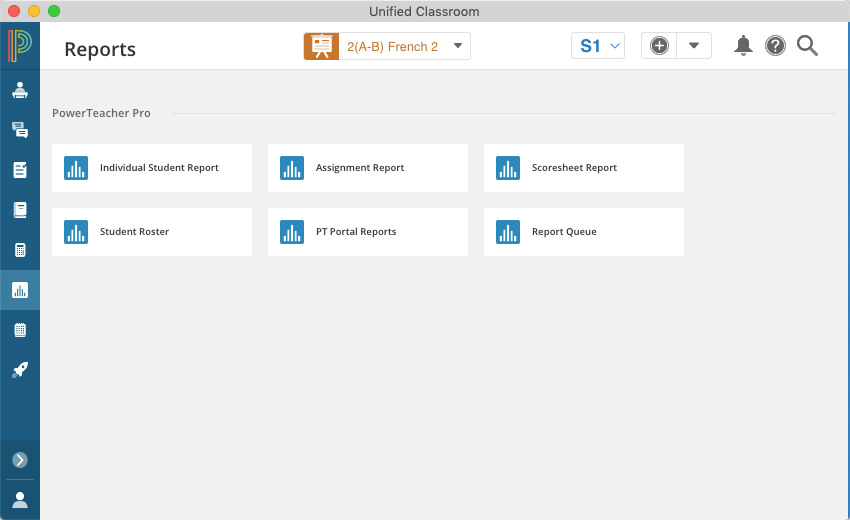 Unified Classroom
Reports
2(A-B) French 2
S1
PowerTeacher Pro
Individual Student Report
Assignment Report
Scoresheet Report
Student Roster
PT Portal Reports
Report Queue